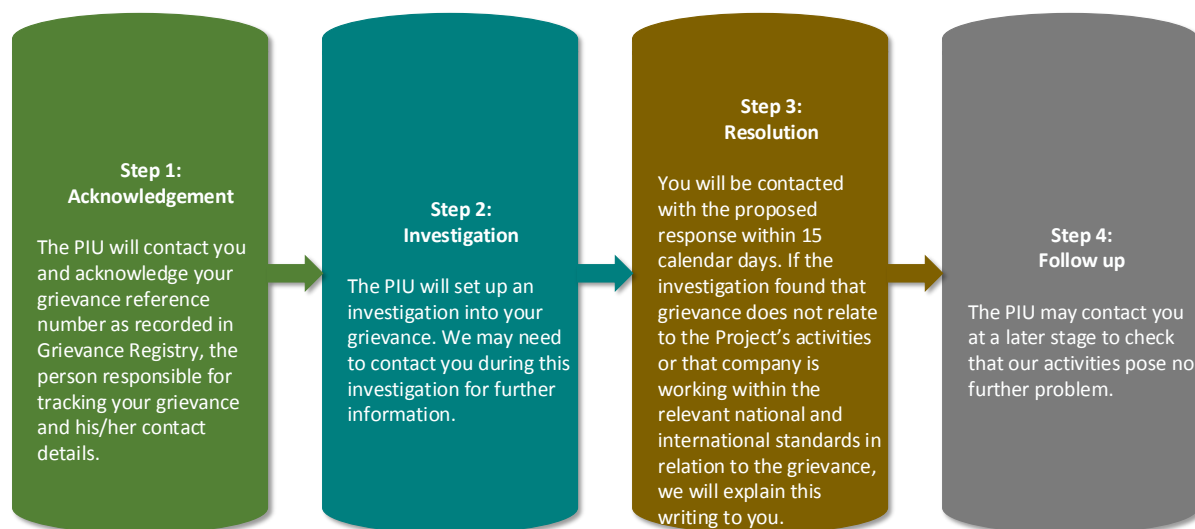 Step 1:
Acknowledgement
The PIU will contact you
and acknowledge your
grievance reference
number as recorded in
Grievance Registry, the
person responsible for
tracking your grievance
and his/her contact
details.
Step 2:
Investigation
The PIU will set up an
investigation into your
grievance. We may need
to contact you during this
investigation for further
information.
Step 3:
Resolution
You will be contacted
with the proposed
response within 15
calendar days. If the
investigation found that
grievance does not relate
to the Project’s activities
or that company is
working within the
relevant national and
international standards in
relation to the grievance,
we will explain this
writing to you.
Step 4:
Follow up
The PIU may contact you
at a later stage to check
that our activities pose no
further problem.